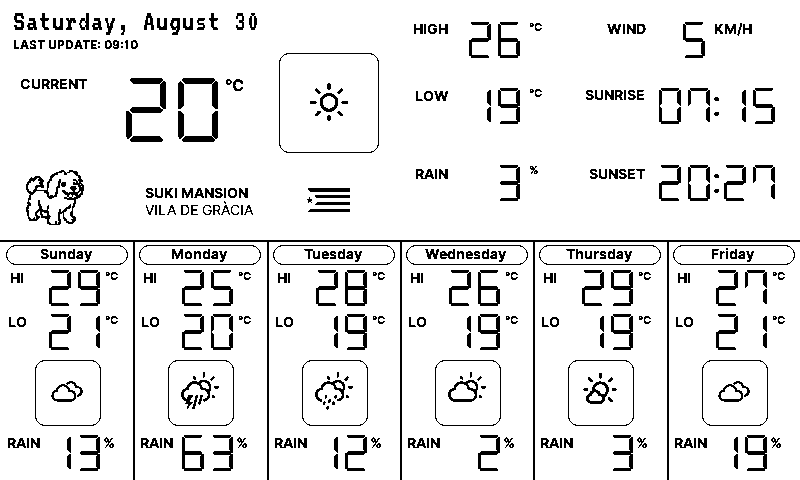 Saturday, August 30
LAST UPDATE: 09:10
CURRENT 20 °C
SUKI MANSION
VILA DE GRÀCIA
HIGH 26 °C
LOW 19 °C
RAIN 3 %
WIND 5 KM/H
SUNRISE 07:15
SUNSET 20:27
Sunday
HI 29 °C
LO 21 °C
RAIN 13 %
Monday
HI 25 °C
LO 20 °C
RAIN 63 %
Tuesday
HI 28 °C
LO 19 °C
RAIN 12 %
Wednesday
HI 26 °C
LO 19 °C
RAIN 2 %
Thursday
HI 29 °C
LO 19 °C
RAIN 3 %
Friday
HI 27 °C
LO 21 °C
RAIN 19 %